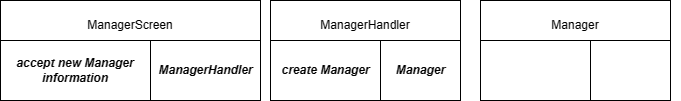 ManagerScreen
accept new Manager
information
ManagerHandler
ManagerHandler
create Manager
Manager
Manager